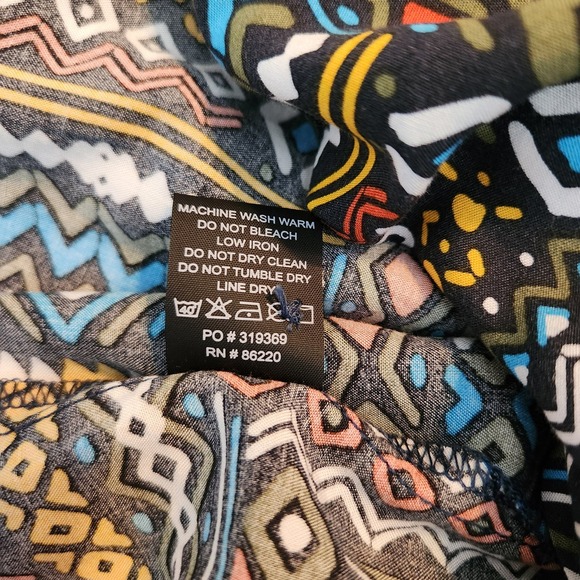 MACHINE WASH WARM
DO NOT BLEACH
LOW IRON
DO NOT DRY CLEAN
DO NOT TUMBLE DRY
LINE DRY
40
PO # 319369
RN # 86220